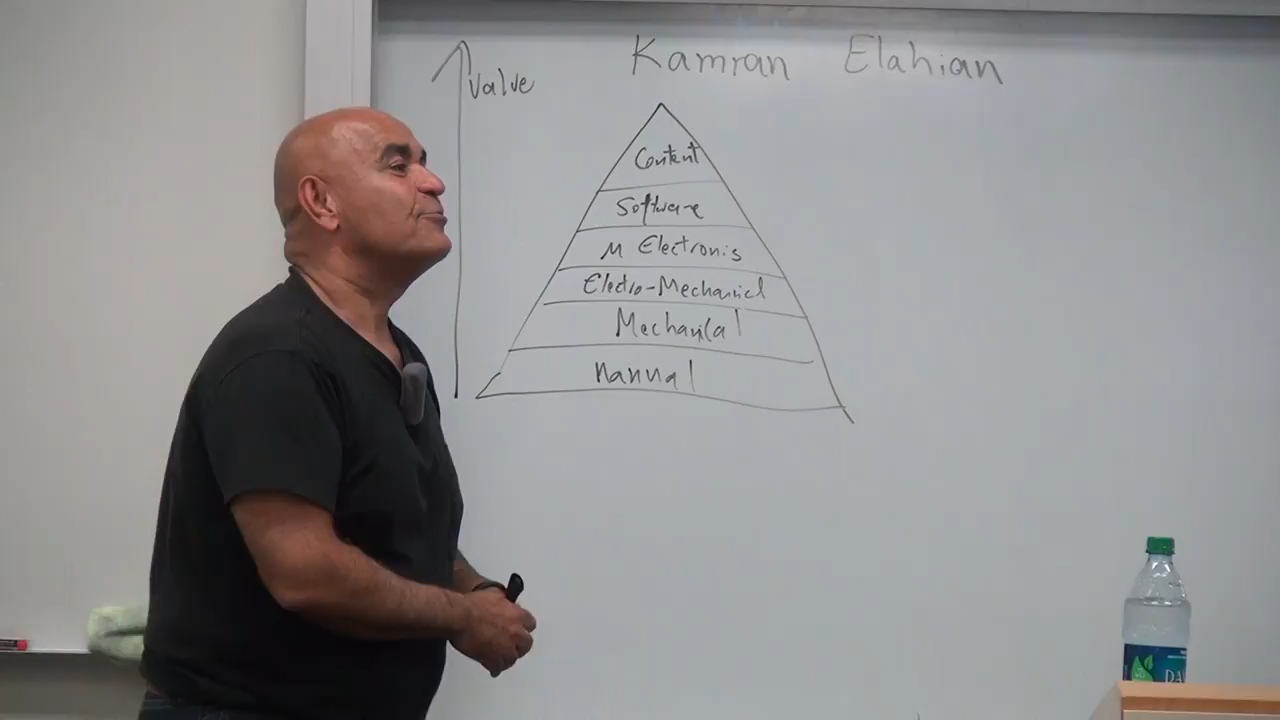 Kamran Elahian
Value
Content
Software
M Electronis
Electro-Mechanicl
Mechanical
Manual